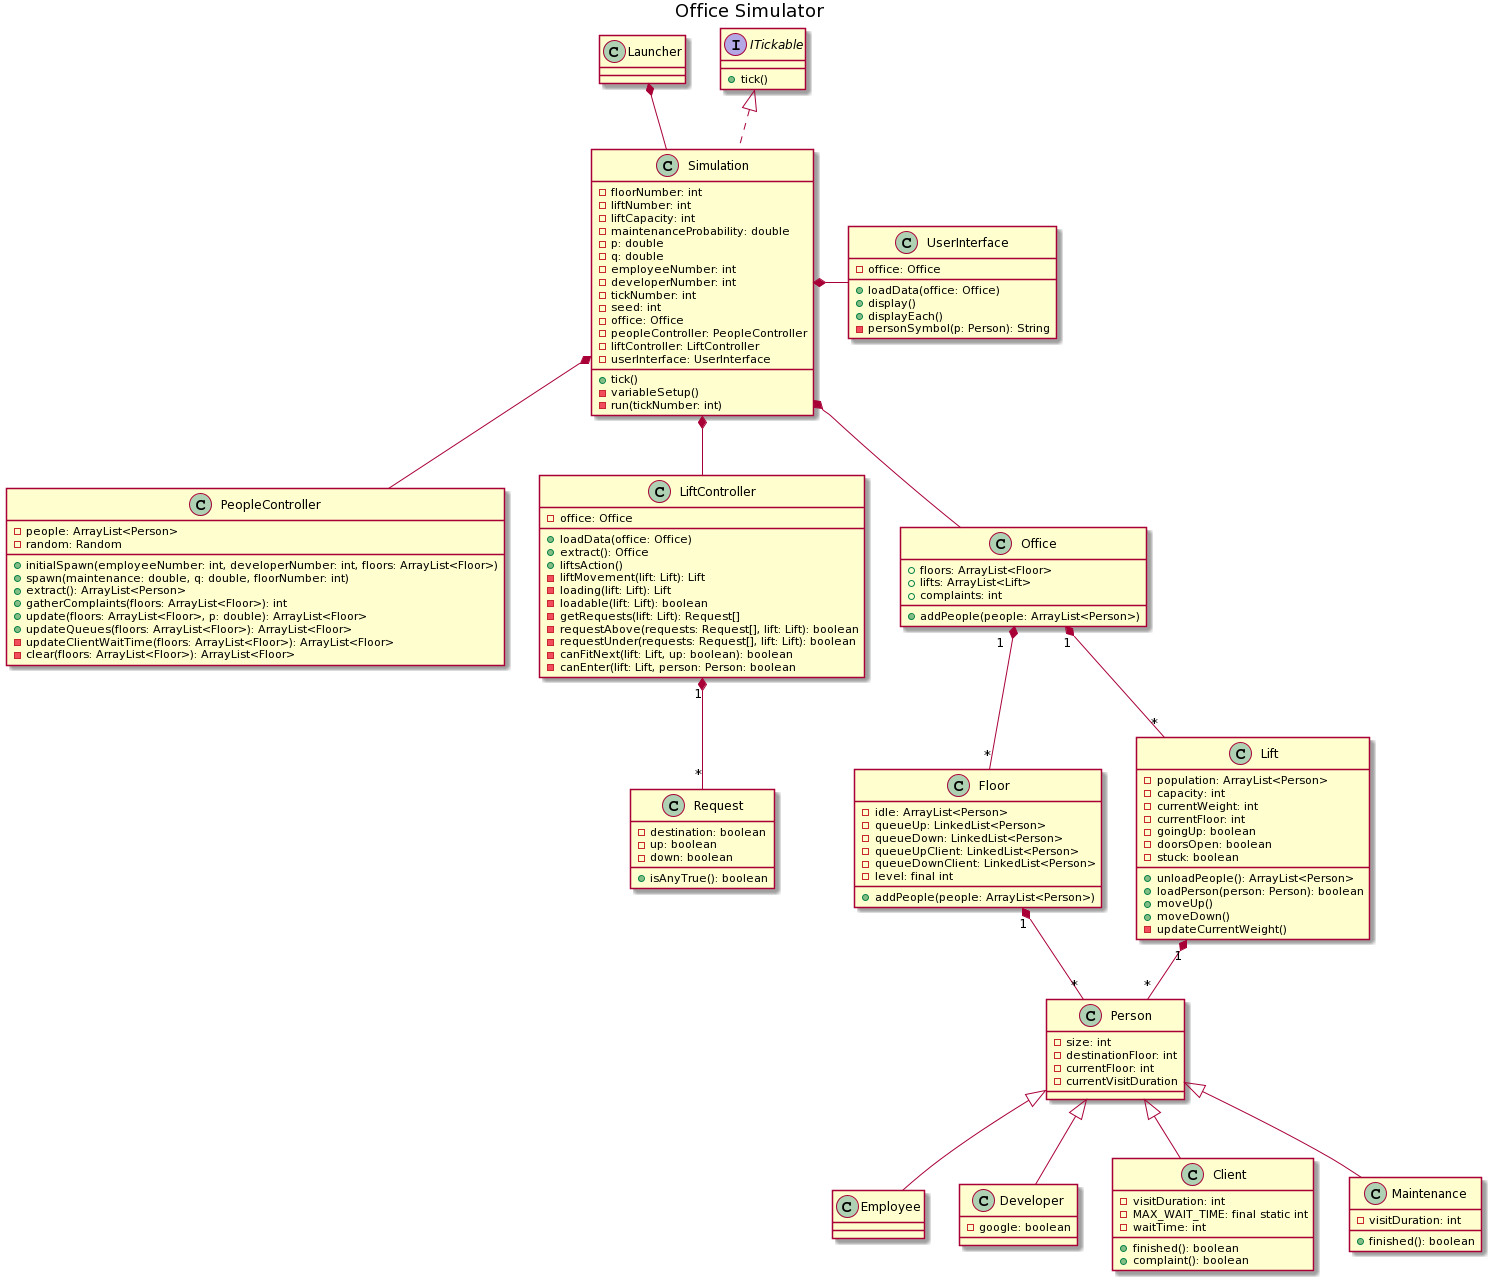 Office Simulator
C Launcher
I ITickable
tick()
C Simulation
floorNumber: int
liftNumber: int
liftCapacity: int
maintenanceProbability: double
p: double
q: double
employeeNumber: int
developerNumber: int
tickNumber: int
seed: int
office: Office
peopleController: PeopleController
liftController: LiftController
userInterface: UserInterface
tick()
variableSetup()
run(tickNumber: int)
C UserInterface
office: Office
loadData(office: Office)
display()
displayEach()
personSymbol(p: Person): String
C PeopleController
people: ArrayList<Person>
random: Random
initialSpawn(employeeNumber: int, developerNumber: int, floors: ArrayList<Floor>)
spawn(maintenance: double, q: double, floorNumber: int)
extract(): ArrayList<Person>
gatherComplaints(floors: ArrayList<Floor>): int
update(floors: ArrayList<Floor>, p: double): ArrayList<Floor>
updateQueues(floors: ArrayList<Floor>): ArrayList<Floor>
updateClientWaitTime(floors: ArrayList<Floor>): ArrayList<Floor>
clear(floors: ArrayList<Floor>): ArrayList<Floor>
C LiftController
office: Office
loadData(office: Office)
extract(): Office
liftsAction()
liftMovement(lift: Lift): Lift
loading(lift: Lift): Lift
loadable(lift: Lift): boolean
getRequests(lift: Lift): Request[]
requestAbove(requests: Request[], lift: Lift): boolean
requestUnder(requests: Request[], lift: Lift): boolean
canFitNext(lift: Lift, up: boolean): boolean
canEnter(lift: Lift, person: Person: boolean
C Office
floors: ArrayList<Floor>
lifts: ArrayList<Lift>
complaints: int
addPeople(people: ArrayList<Person>)
1
1
1
*
*
*
C Request
destination: boolean
up: boolean
down: boolean
isAnyTrue(): boolean
C Floor
idle: ArrayList<Person>
queueUp: LinkedList<Person>
queueDown: LinkedList<Person>
queueUpClient: LinkedList<Person>
queueDownClient: LinkedList<Person>
level: final int
addPeople(people: ArrayList<Person>)
C Lift
population: ArrayList<Person>
capacity: int
currentWeight: int
currentFloor: int
goingUp: boolean
doorsOpen: boolean
stuck: boolean
unloadPeople(): ArrayList<Person>
loadPerson(person: Person): boolean
moveUp()
moveDown()
updateCurrentWeight()
1
1
*
*
C Person
size: int
destinationFloor: int
currentFloor: int
currentVisitDuration
C Employee
C Developer
google: boolean
C Client
visitDuration: int
MAX_WAIT_TIME: final static int
waitTime: int
finished(): boolean
complaint(): boolean
C Maintenance
visitDuration: int
finished(): boolean